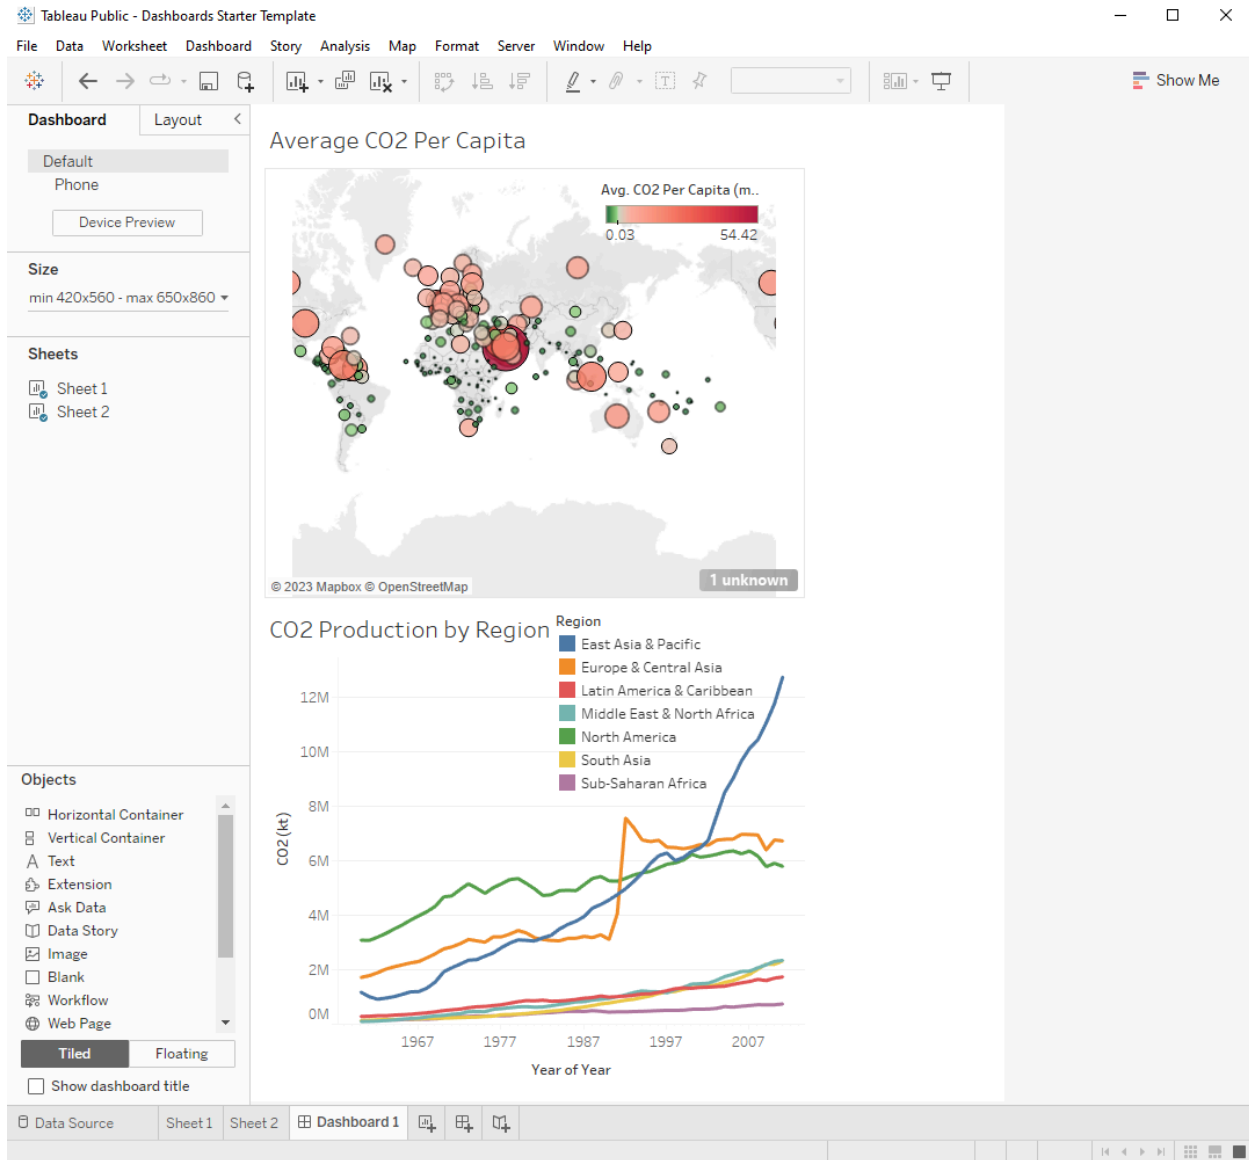 Tableau Public - Dashboards Starter Template
File Data Worksheet Dashboard Story Analysis Map Format Server Window Help
Show Me
Dashboard Layout
Default
Phone
Device Preview
Size
min 420x560 - max 650x860
Sheets
Sheet 1
Sheet 2
Objects
Horizontal Container
Vertical Container
A Text
Extension
Ask Data
Data Story
Image
Blank
Workflow
Web Page
Tiled Floating
Show dashboard title
Average CO2 Per Capita
Avg. CO2 Per Capita (m..
0.03 54.42
© 2023 Mapbox © OpenStreetMap
1 unknown
CO2 Production by Region
Region
East Asia & Pacific
Europe & Central Asia
Latin America & Caribbean
Middle East & North Africa
North America
South Asia
Sub-Saharan Africa
12M
10M
8M
6M
4M
2M
0M
CO2 (kt)
1967 1977 1987 1997 2007
Year of Year
Data Source Sheet 1 Sheet 2 Dashboard 1